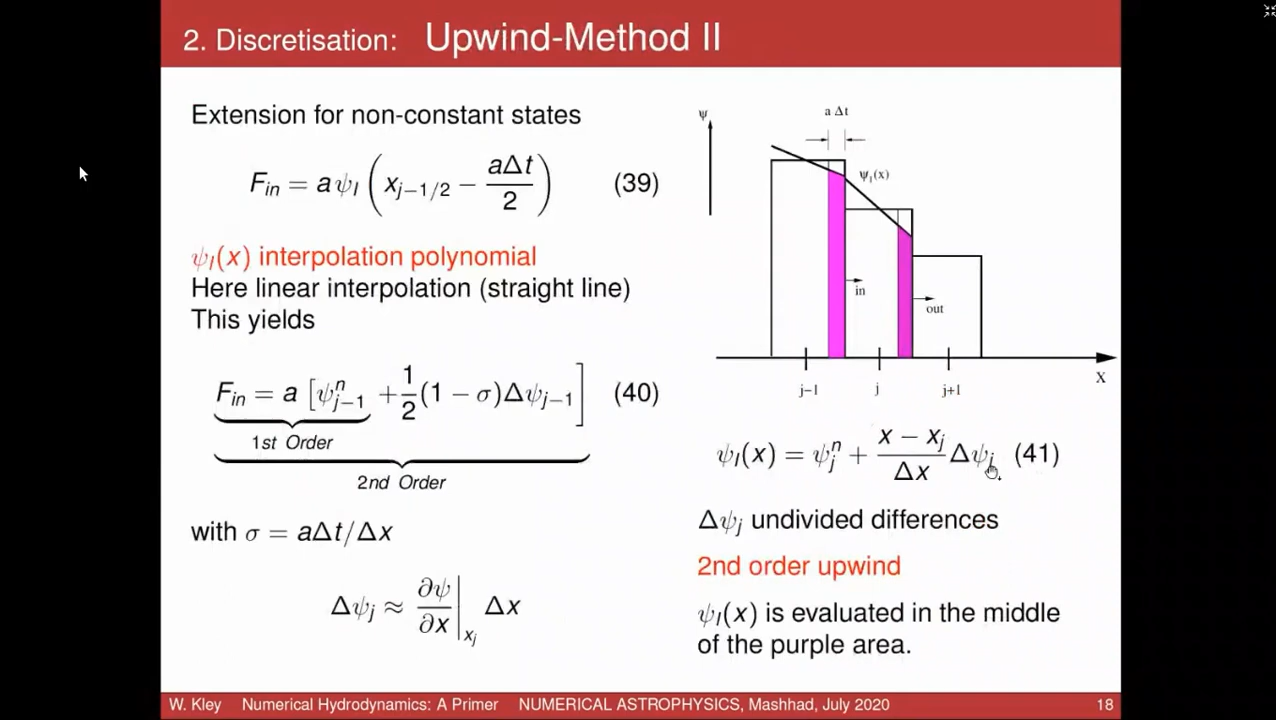 2. Discretisation: Upwind-Method II
Extension for non-constant states
F_in = a ψ_I ( x_{j−1/2} − aΔt/2 ) (39)
ψ_I(x) interpolation polynomial
Here linear interpolation (straight line)
This yields
F_in = a [ψ^n_{j−1} + 1/2 (1 − σ)Δψ_{j−1}] (40)
1st Order
2nd Order
with σ = aΔt/Δx
Δψ_j ≈ ∂ψ/∂x |_{x_j} Δx
ψ
a Δt
ψ_I(x)
in
out
j−1 j j+1
X
ψ_I(x) = ψ^n_j + (x − x_j)/Δx Δψ_j (41)
Δψ_j undivided differences
2nd order upwind
ψ_I(x) is evaluated in the middle
of the purple area.
W. Kley Numerical Hydrodynamics: A Primer NUMERICAL ASTROPHYSICS, Mashhad, July 2020 18